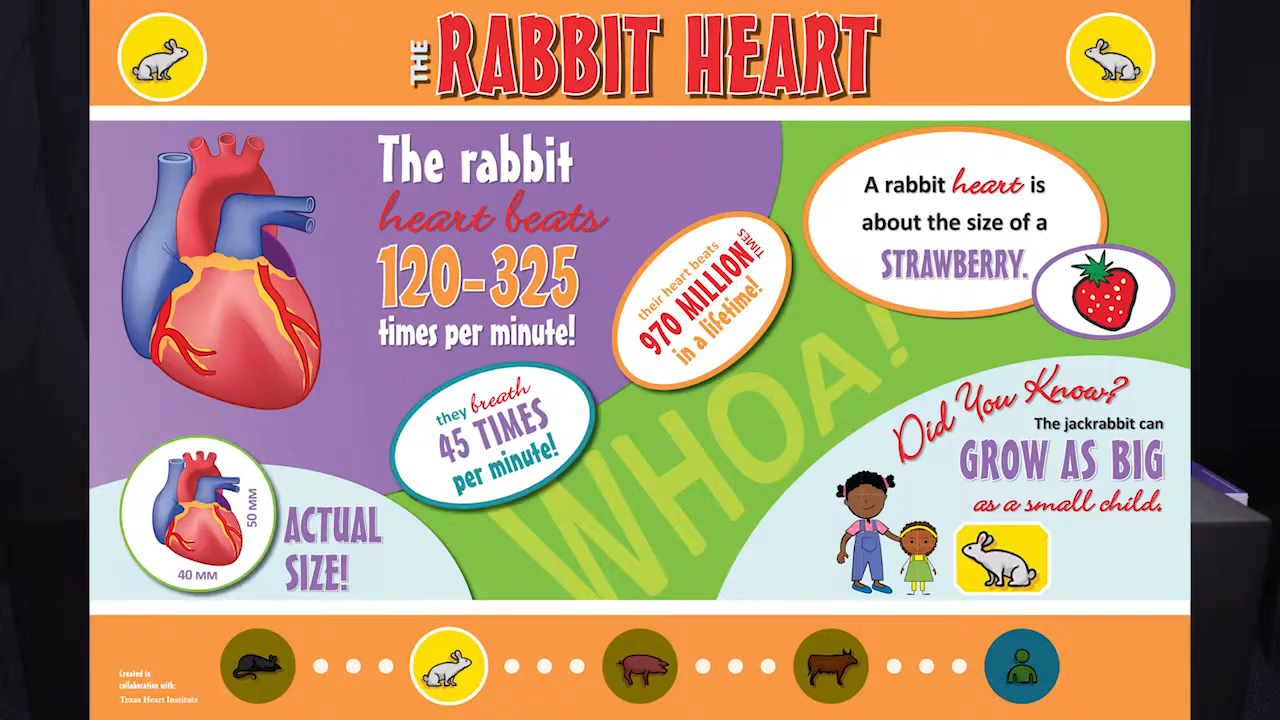 THE RABBIT HEART
The rabbit
heart beats
120-325
times per minute!
their heart beats
970 MILLION TIMES
in a lifetime!
A rabbit heart is
about the size of a
STRAWBERRY.
they breath
45 TIMES
per minute!
WHOA!
Did You Know?
The jackrabbit can
GROW AS BIG
as a small child.
50 MM
40 MM
ACTUAL
SIZE!
Created in
collaboration with:
Texas Heart Institute